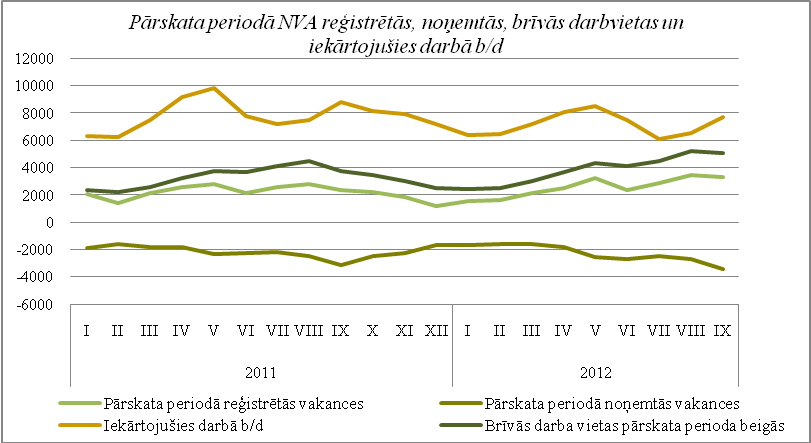 Pārskata periodā NVA reģistrētās, noņemtās, brīvās darbvietas un
iekārtojušies darbā b/d
12000
10000
8000
6000
4000
2000
0
-2000
-4000
-6000
I II III IV V VI VII VIII IX X XI XII I II III IV V VI VII VIII IX
2011 2012
Pārskata periodā reģistrētās vakances Pārskata periodā noņemtās vakances
Iekārtojušies darbā b/d Brīvās darba vietas pārskata perioda beigās